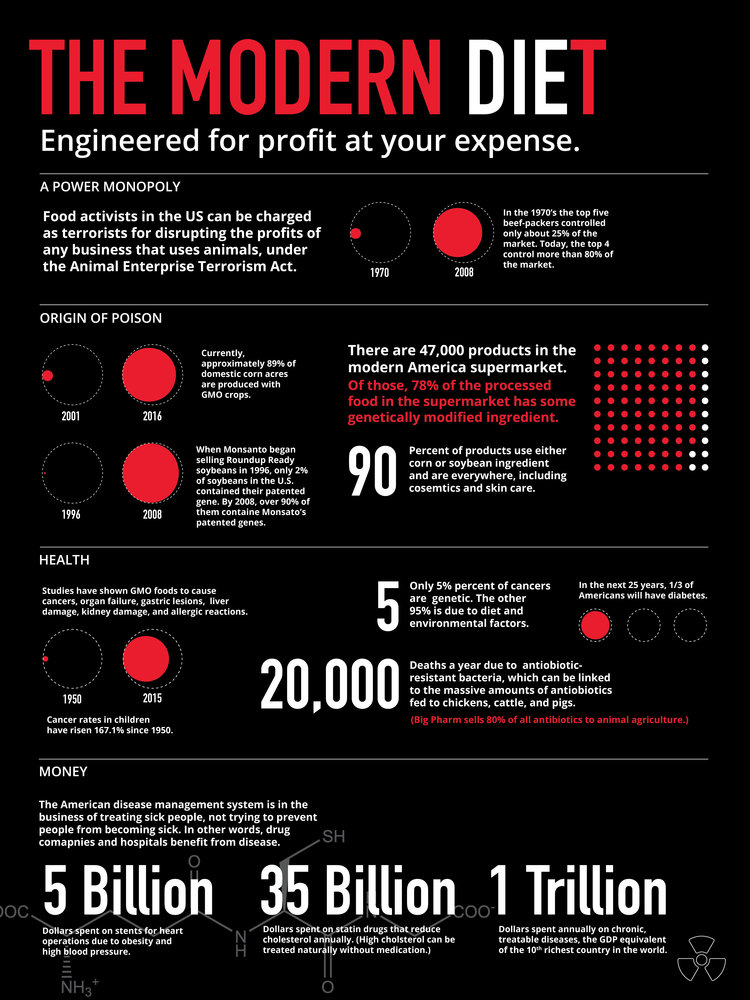 THE MODERN DIET
Engineered for profit at your expense.
A POWER MONOPOLY
Food activists in the US can be charged
as terrorists for disrupting the profits of
any business that uses animals, under
the Animal Enterprise Terrorism Act.
1970
2008
In the 1970's the top five
beef-packers controlled
only about 25% of the
market. Today, the top 4
control more than 80% of
the market.
ORIGIN OF POISON
2001
2016
Currently,
approximately 89% of
domestic corn acres
are produced with
GMO crops.
1996
2008
When Monsanto began
selling Roundup Ready
soybeans in 1996, only 2%
of soybeans in the U.S.
contained their patented
gene. By 2008, over 90% of
them containe Monsato's
patented genes.
There are 47,000 products in the
modern America supermarket.
Of those, 78% of the processed
food in the supermarket has some
genetically modified ingredient.
90
Percent of products use either
corn or soybean ingredient
and are everywhere, including
cosemtics and skin care.
HEALTH
Studies have shown GMO foods to cause
cancers, organ failure, gastric lesions, liver
damage, kidney damage, and allergic reactions.
1950
2015
Cancer rates in children
have risen 167.1% since 1950.
5
Only 5% percent of cancers
are genetic. The other
95% is due to diet and
environmental factors.
In the next 25 years, 1/3 of
Americans will have diabetes.
20,000
Deaths a year due to antibiotic-
resistant bacteria, which can be linked
to the massive amounts of antibiotics
fed to chickens, cattle, and pigs.
(Big Pharm sells 80% of all antibiotics to animal agriculture.)
MONEY
The American disease management system is in the
business of treating sick people, not trying to prevent
people from becoming sick. In other words, drug
comapnies and hospitals benefit from disease.
SH
O
5 Billion
Dollars spent on stents for heart
operations due to obesity and
high blood pressure.
35 Billion
Dollars spent on statin drugs that reduce
cholesterol annually. (High cholsterol can be
treated naturally without medication.)
1 Trillion
Dollars spent annually on chronic,
treatable diseases, the GDP equivalent
of the 10th richest country in the world.
OOC
N
H
COO-
NH₃⁺
O